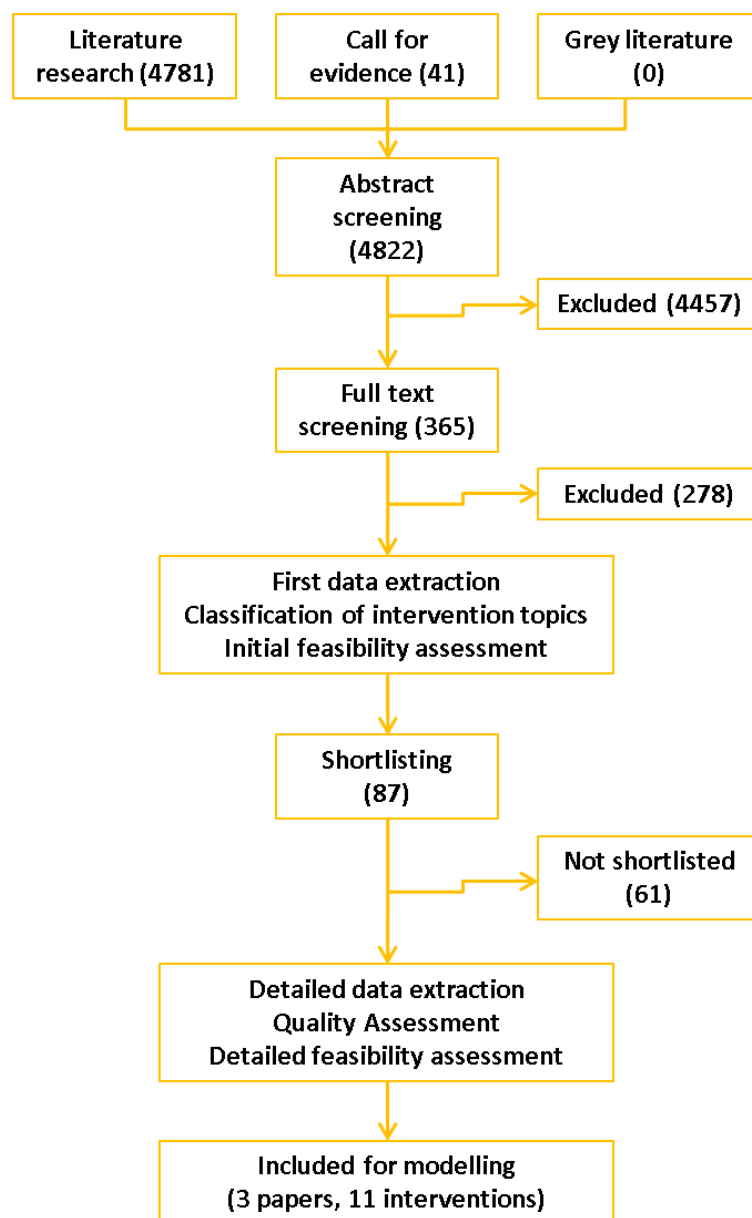 Literature
research (4781)
Call for
evidence (41)
Grey literature
(0)
Abstract
screening
(4822)
Excluded (4457)
Full text
screening (365)
Excluded (278)
First data extraction
Classification of intervention topics
Initial feasibility assessment
Shortlisting
(87)
Not shortlisted
(61)
Detailed data extraction
Quality Assessment
Detailed feasibility assessment
Included for modelling
(3 papers, 11 interventions)